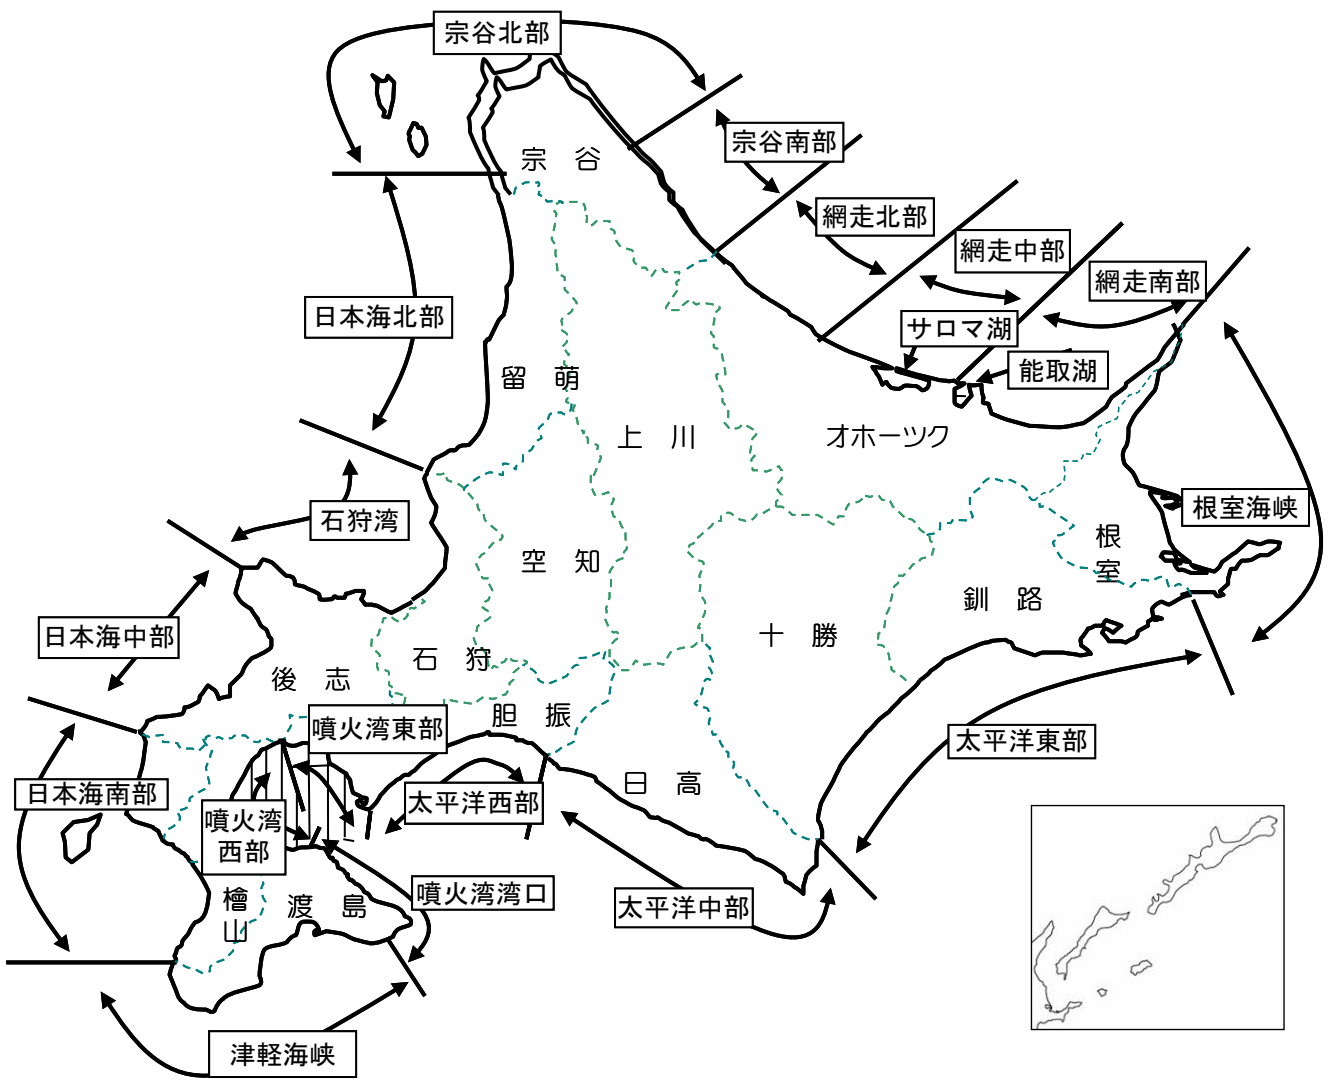 宗谷北部
宗谷南部
宗谷
網走北部
網走中部
網走南部
日本海北部
サロマ湖
能取湖
留萌
上川
オホーツク
石狩湾
根室海峡
空知
根
室
釧路
日本海中部
十勝
石狩
後志
胆振
噴火湾東部
太平洋東部
日高
日本海南部
太平洋西部
噴火湾
西部
噴火湾湾口
太平洋中部
檜
山
渡島
津軽海峡